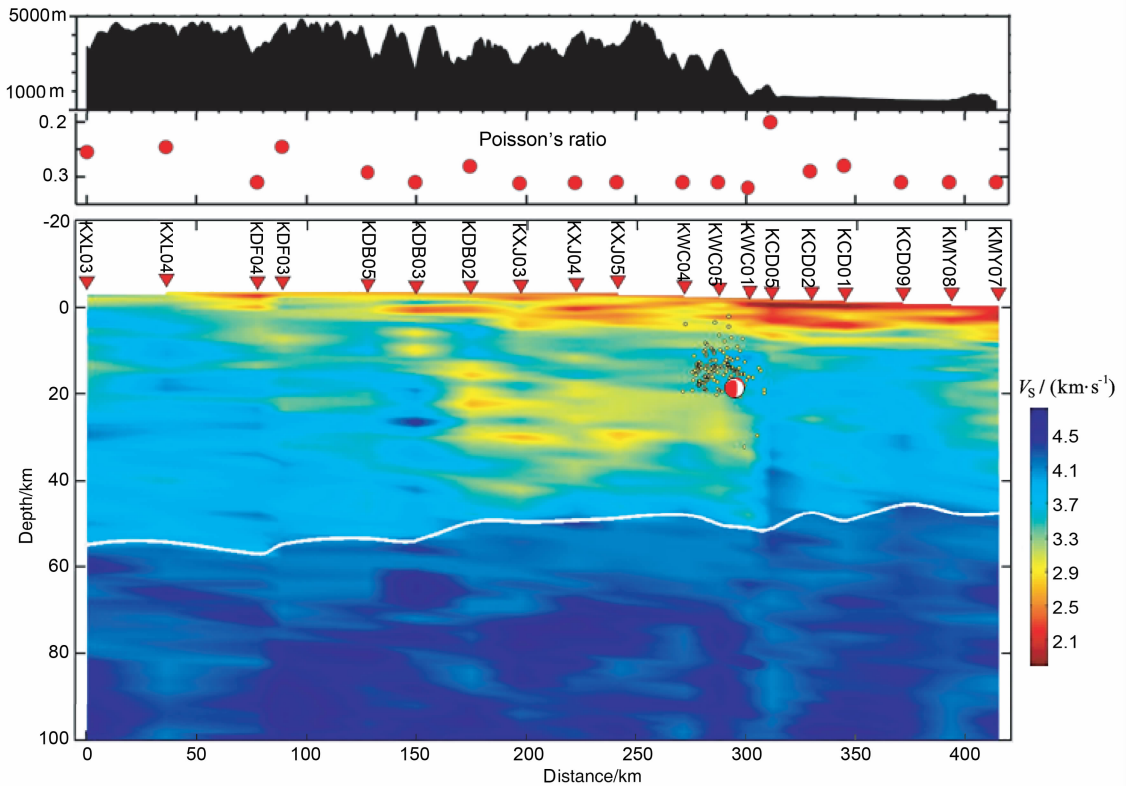 5000m
1000m
0.2
Poisson's ratio
0.3
-20
KXL03
KXL04
KDF04
KDF03
KDB05
KDB03
KDB02
KXJ03
KXJ04
KXJ05
KWC04
KWC05
KWC01
KCD05
KCD02
KCD01
KCD09
KMY08
KMY07
0
20
40
60
80
100
Depth/km
0 50 100 150 200 250 300 350 400
Distance/km
VS / (km·s⁻¹)
4.5
4.1
3.7
3.3
2.9
2.5
2.1